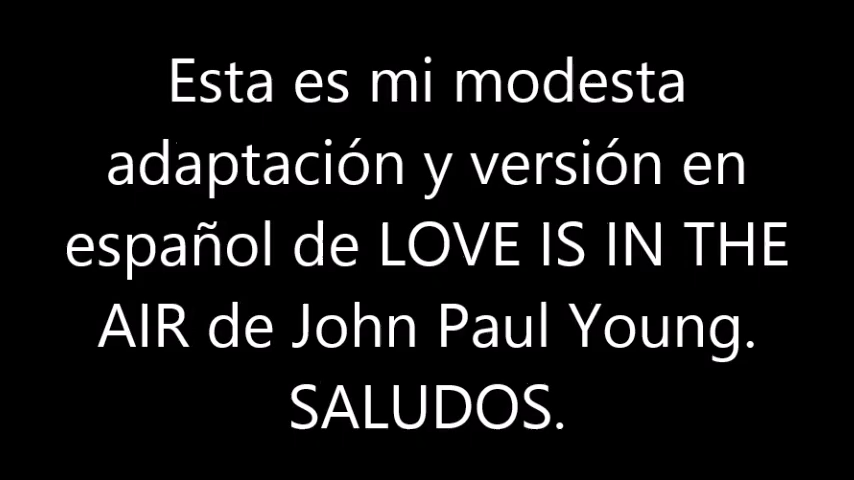 Esta es mi modesta
adaptación y versión en
español de LOVE IS IN THE
AIR de John Paul Young.
SALUDOS.